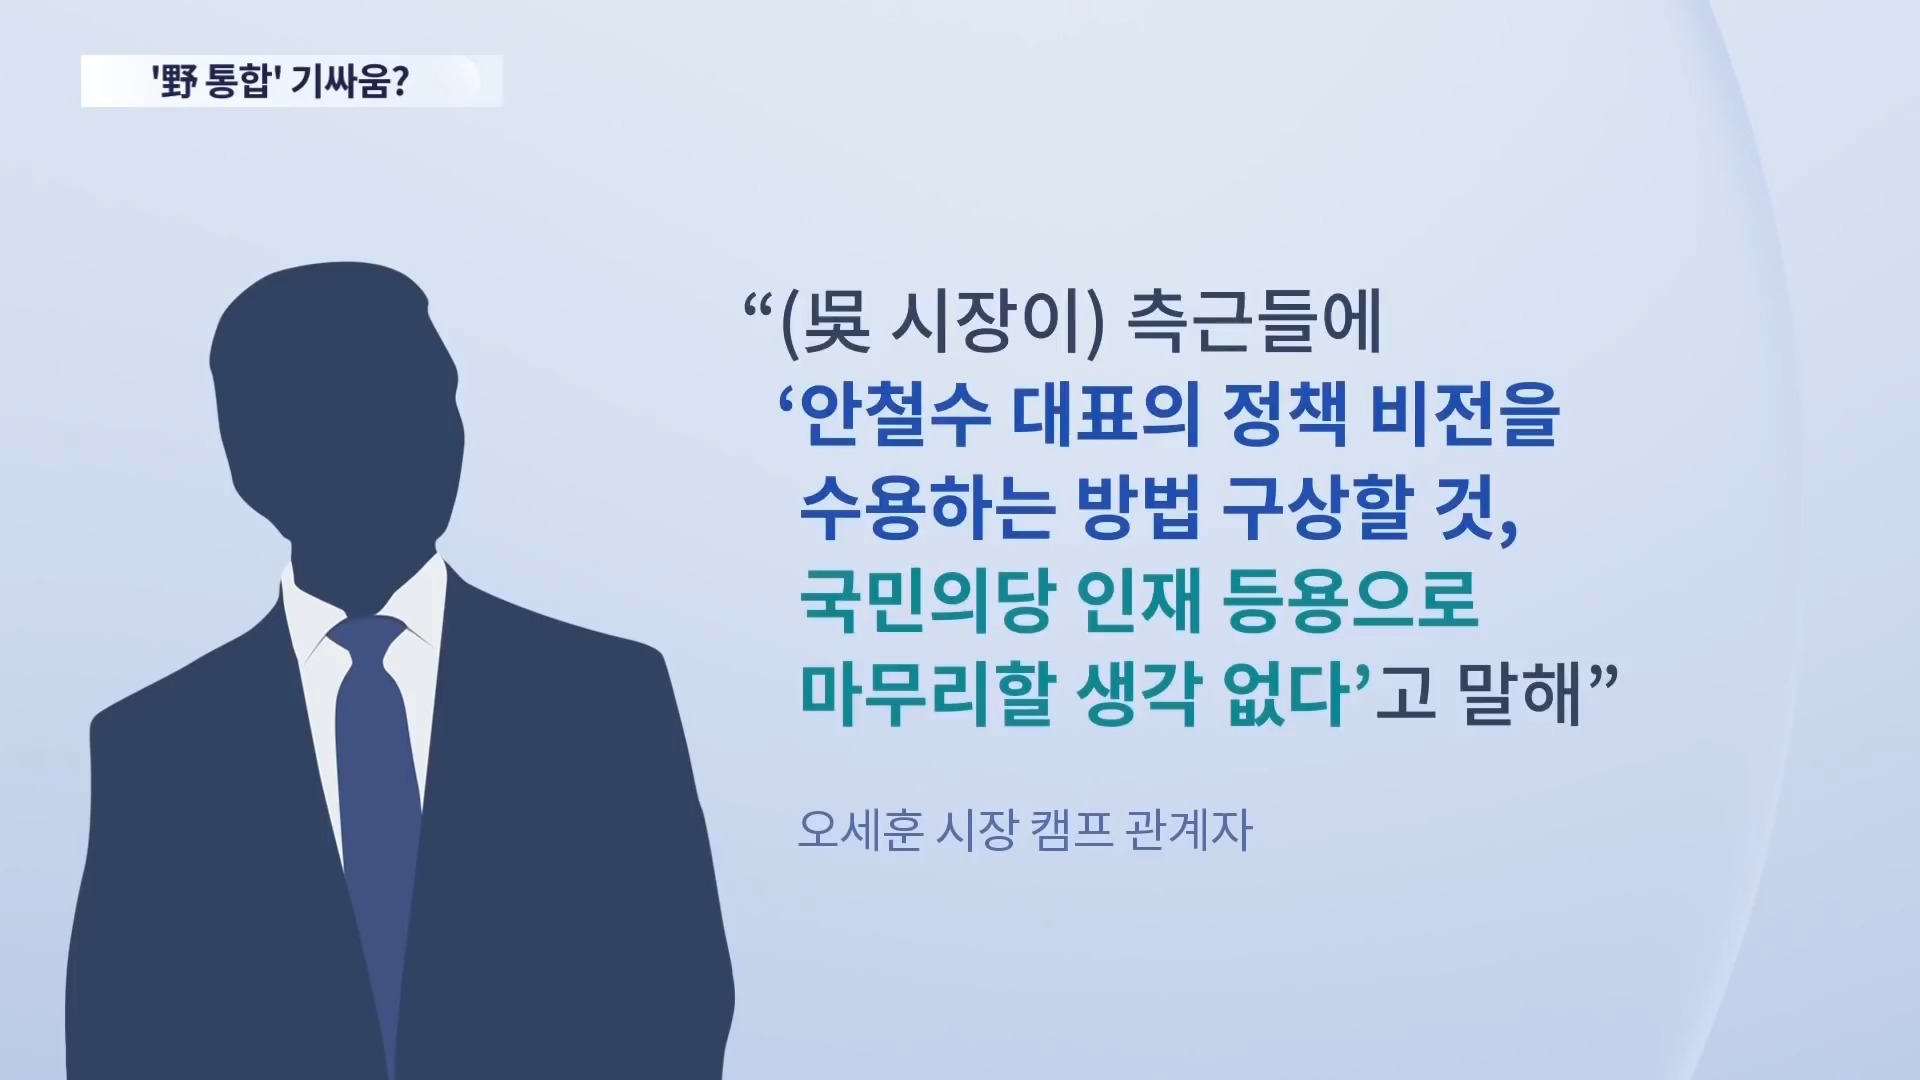 '野 통합' 기싸움?
“(吳 시장이) 측근들에
‘안철수 대표의 정책 비전을
수용하는 방법 구상할 것,
국민의당 인재 등용으로
마무리할 생각 없다’고 말해”
오세훈 시장 캠프 관계자